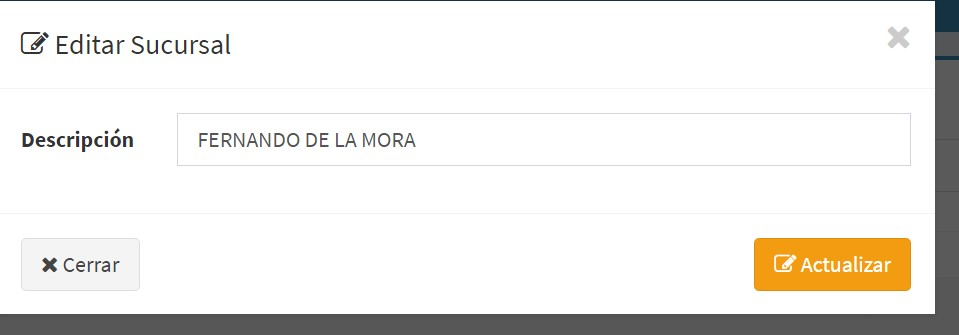 Editar Sucursal
Descripción FERNANDO DE LA MORA
Cerrar Actualizar